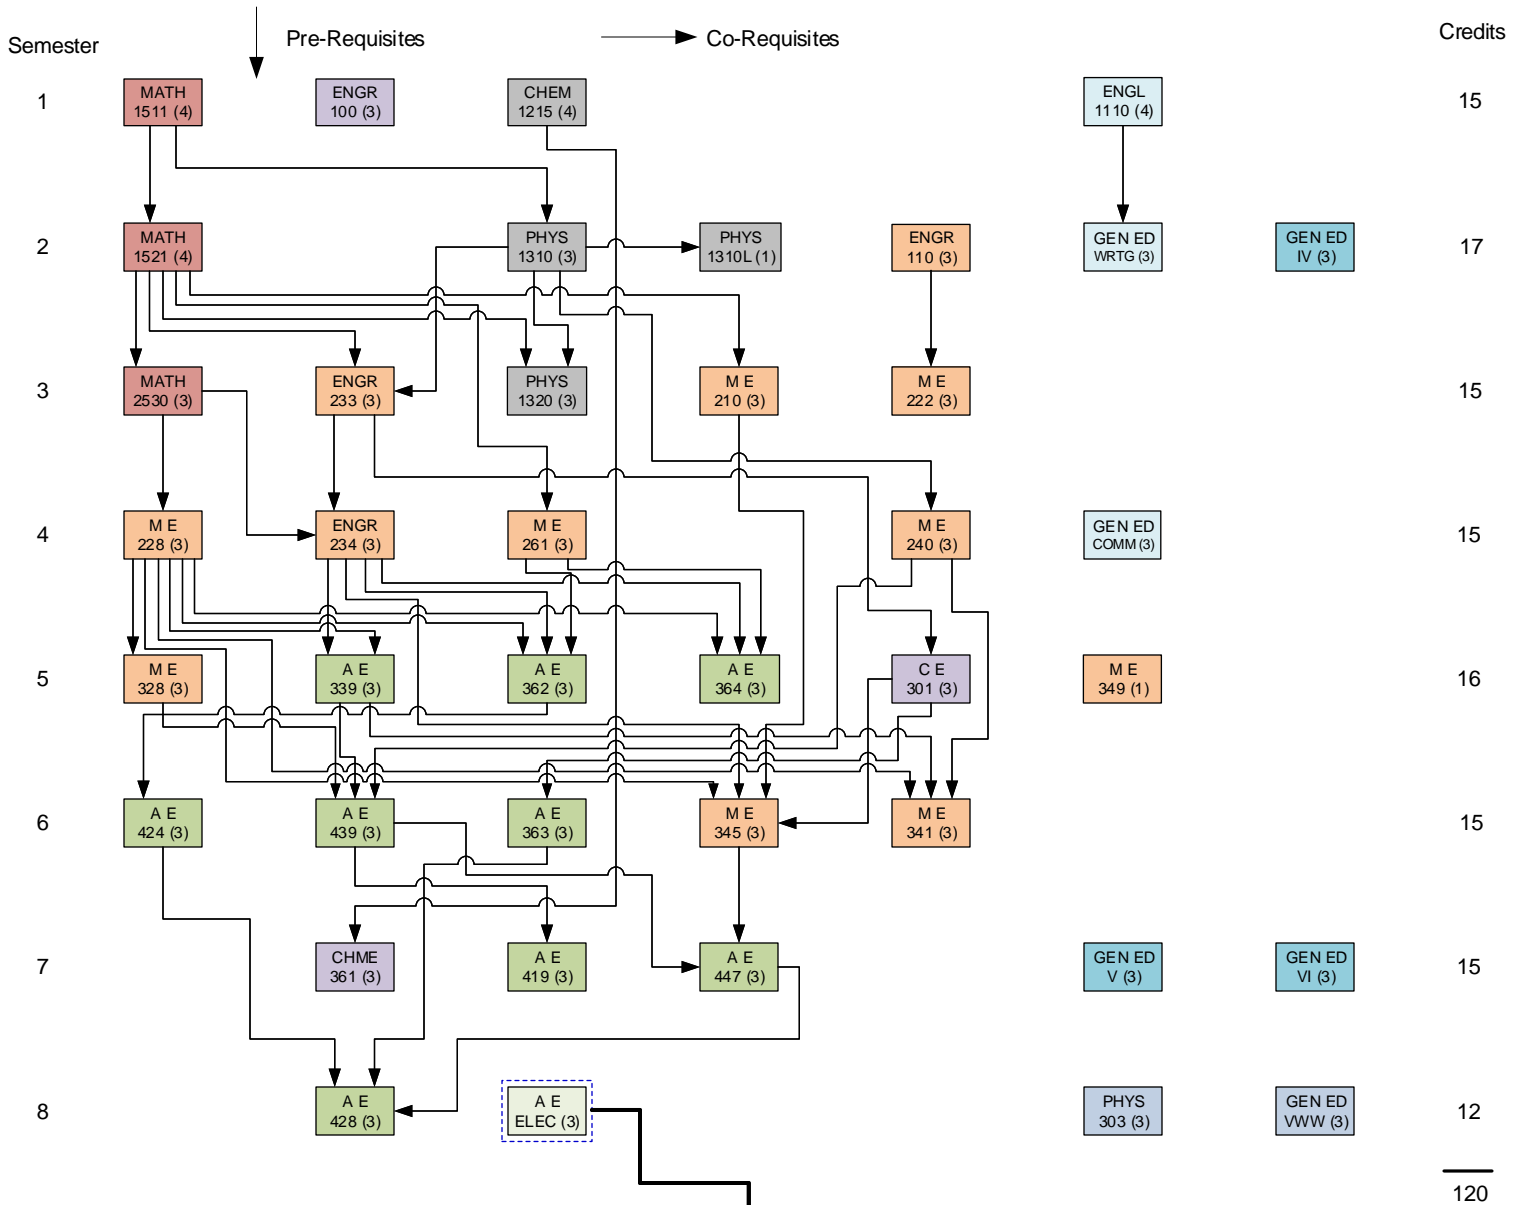 Semester
Pre-Requisites
Co-Requisites
Credits
1
MATH
1511 (4)
ENGR
100 (3)
CHEM
1215 (4)
ENGL
1110 (4)
15
2
MATH
1521 (4)
PHYS
1310 (3)
PHYS
1310L (1)
ENGR
110 (3)
GEN ED
WRTG (3)
GEN ED
IV (3)
17
3
MATH
2530 (3)
ENGR
233 (3)
PHYS
1320 (3)
M E
210 (3)
M E
222 (3)
15
4
M E
228 (3)
ENGR
234 (3)
M E
261 (3)
M E
240 (3)
GEN ED
COMM (3)
15
5
M E
328 (3)
A E
339 (3)
A E
362 (3)
A E
364 (3)
C E
301 (3)
M E
349 (1)
16
6
A E
424 (3)
A E
439 (3)
A E
363 (3)
M E
345 (3)
M E
341 (3)
15
7
CHME
361 (3)
A E
419 (3)
A E
447 (3)
GEN ED
V (3)
GEN ED
VI (3)
15
8
A E
428 (3)
A E
ELEC (3)
PHYS
303 (3)
GEN ED
VWW (3)
12
120